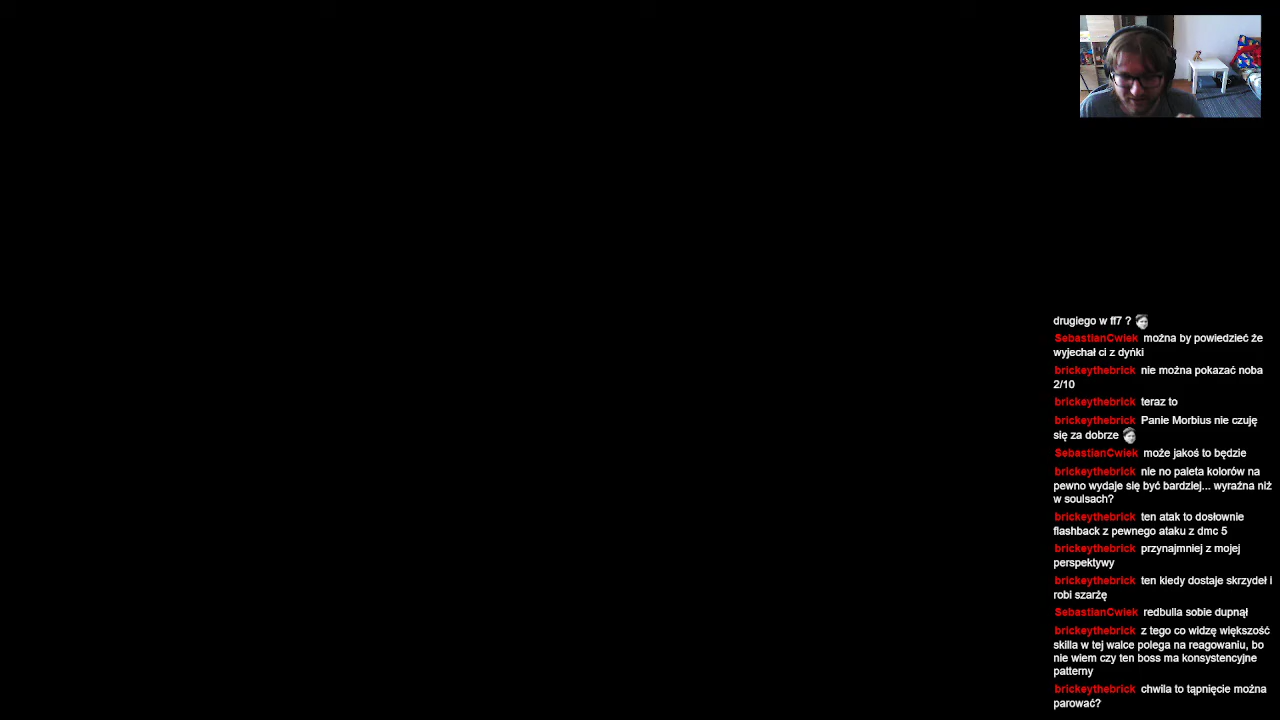 drugiego w ff7 ?
SebastianCwiek można by powiedzieć że
wyjechał ci z dyńki
brickeythebrick nie można pokazać noba
2/10
brickeythebrick teraz to
brickeythebrick Panie Morbius nie czuję
się za dobrze
SebastianCwiek może jakoś to będzie
brickeythebrick nie no paleta kolorów na
pewno wydaje się być bardziej... wyraźna niż
w soulsach?
brickeythebrick ten atak to dosłownie
flashback z pewnego ataku z dmc 5
brickeythebrick przynajmniej z mojej
perspektywy
brickeythebrick ten kiedy dostaje skrzydeł i
robi szarżę
SebastianCwiek redbulla sobie dupnął
brickeythebrick z tego co widzę większość
skilla w tej walce polega na reagowaniu, bo
nie wiem czy ten boss ma konsystencyjne
patterny
brickeythebrick chwila to tąpnięcie można
parować?